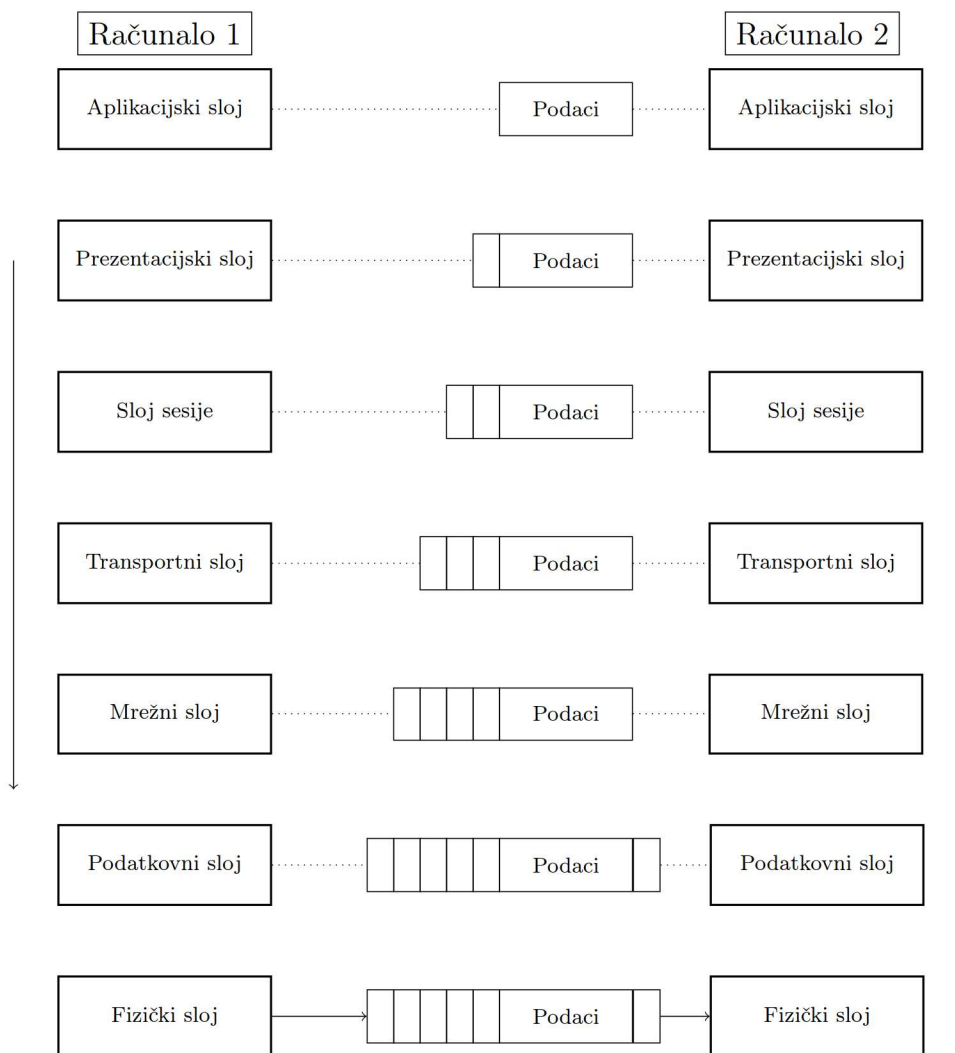 Računalo 1
Računalo 2
Aplikacijski sloj
Podaci
Aplikacijski sloj
Prezentacijski sloj
Podaci
Prezentacijski sloj
Sloj sesije
Podaci
Sloj sesije
Transportni sloj
Podaci
Transportni sloj
Mrežni sloj
Podaci
Mrežni sloj
Podatkovni sloj
Podaci
Podatkovni sloj
Fizički sloj
Podaci
Fizički sloj